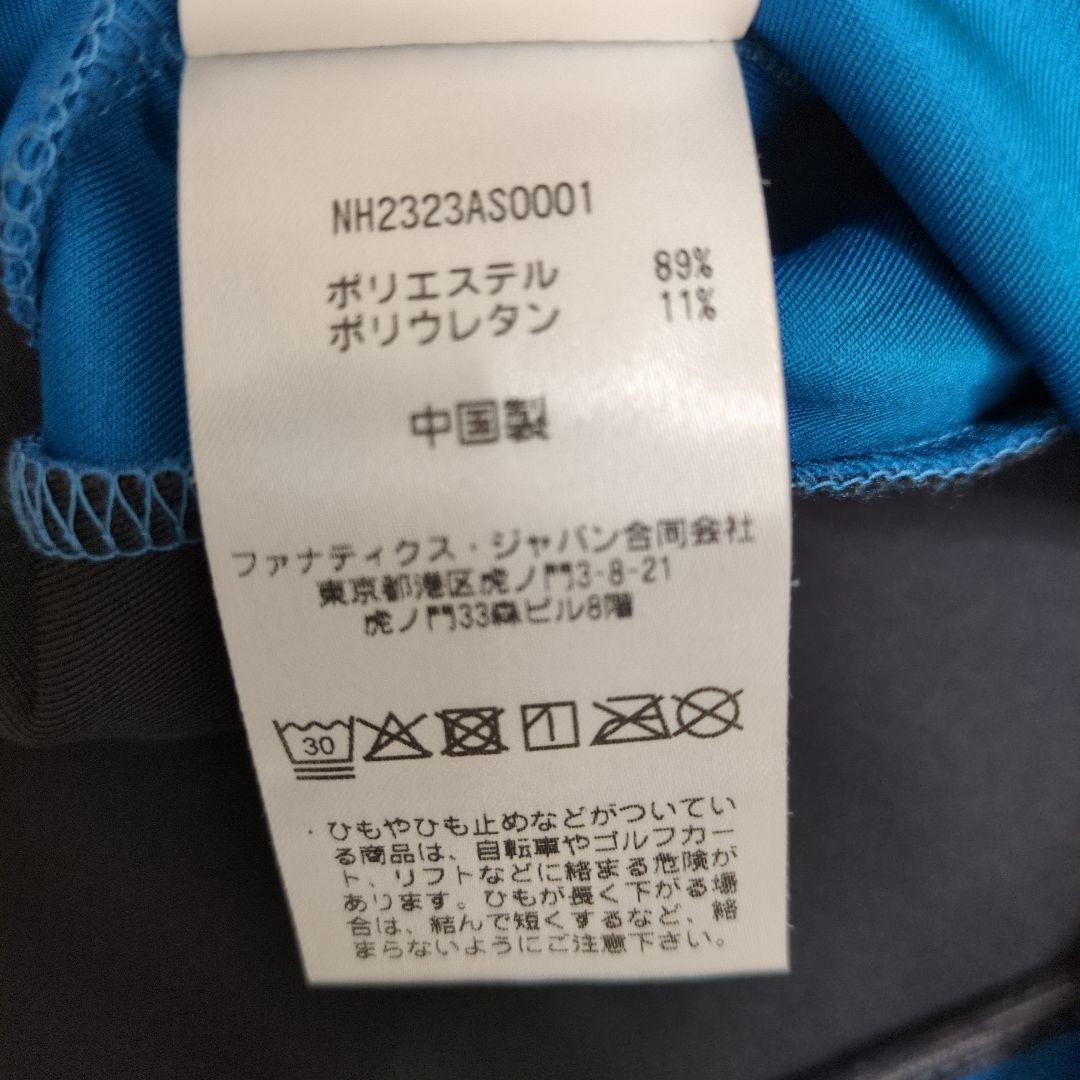 NH2323AS0001
ポリエステル 89%
ポリウレタン 11%
中国製
ファナティクス・ジャパン合同会社
東京都港区虎ノ門3-8-21
虎ノ門33森ビル8階
30
・ひもやひも止めなどがついてい
る商品は、自転車やゴルフカー
ト、リフトなどに絡まる危険が
あります。ひもが長く下がる場
合は、結んで短くするなど、絡
まらないようにご注意下さい。